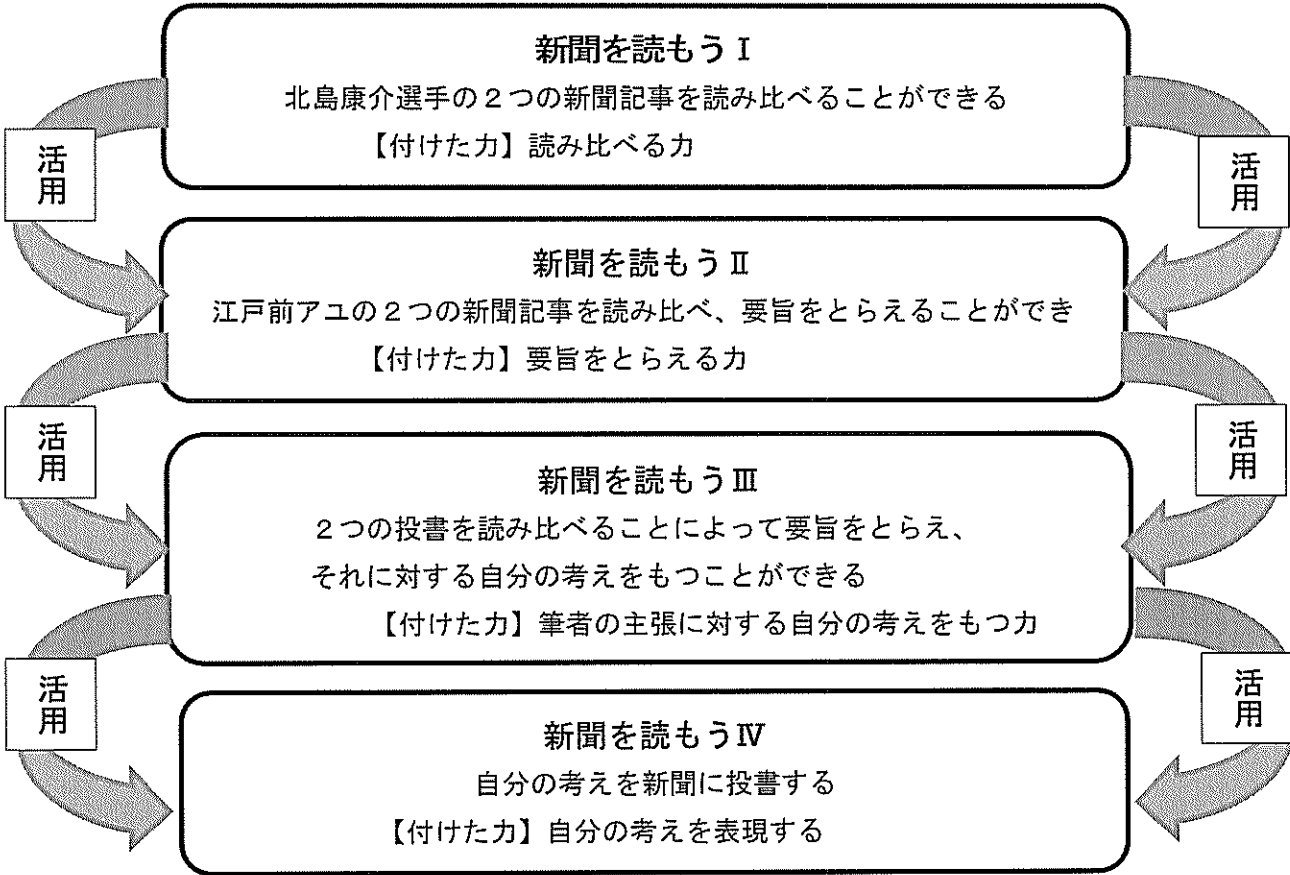 新聞を読もうⅠ
北島康介選手の２つの新聞記事を読み比べることができる
【付けた力】読み比べる力
活用
活用
新聞を読もうⅡ
江戸前アユの２つの新聞記事を読み比べ、要旨をとらえることができ
【付けた力】要旨をとらえる力
活用
活用
新聞を読もうⅢ
２つの投書を読み比べることによって要旨をとらえ、
それに対する自分の考えをもつことができる
【付けた力】筆者の主張に対する自分の考えをもつ力
活用
活用
新聞を読もうⅣ
自分の考えを新聞に投書する
【付けた力】自分の考えを表現する